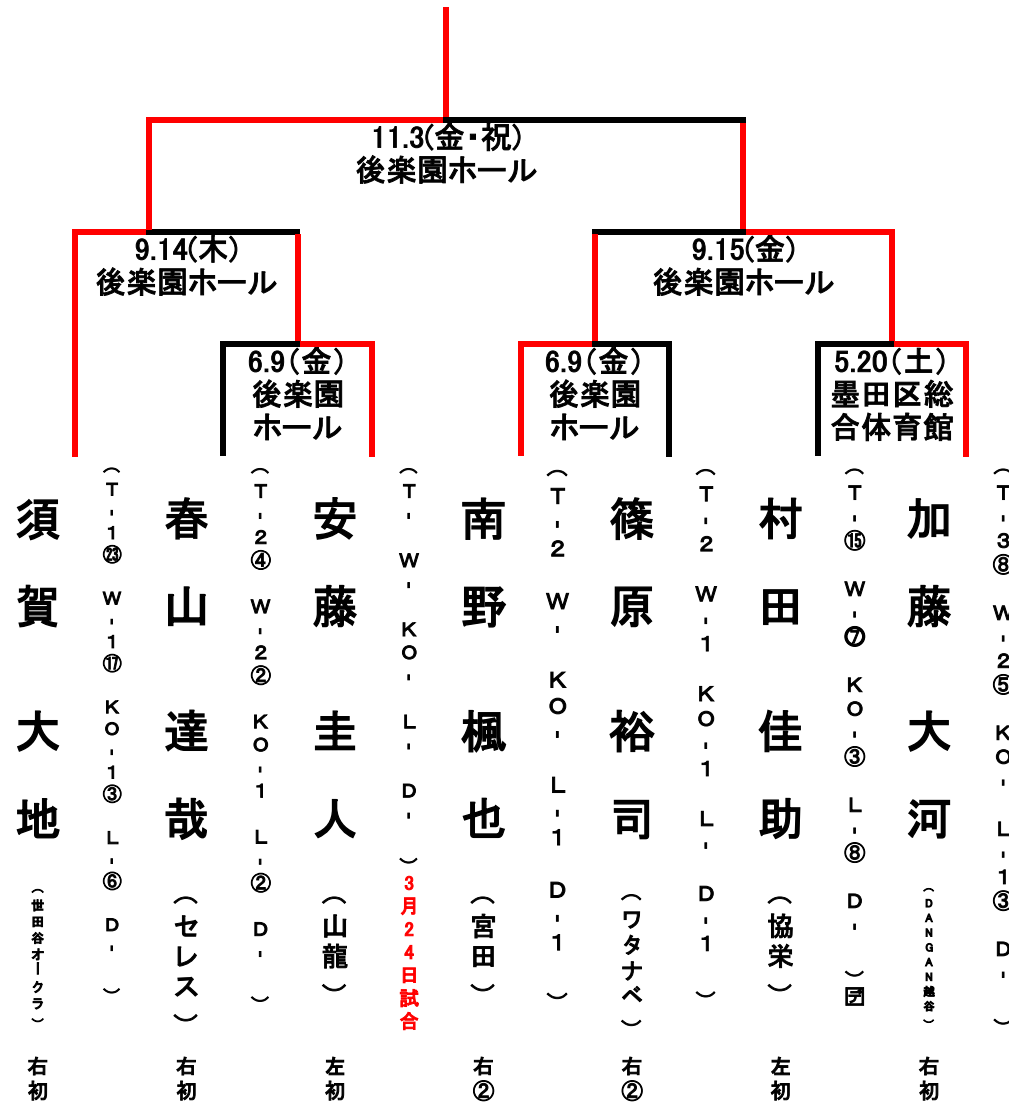 11.3(金・祝)
後楽園ホール
9.14(木)
後楽園ホール
9.15(金)
後楽園ホール
6.9(金)
後楽園
ホール
6.9(金)
後楽園
ホール
5.20(土)
墨田区総
合体育館
須賀 大地
(世田谷オークラ)
右初
(T-1㉓ W-1⑰ KO-1③ L-⑥ D- )
春山 達哉
(セレス)
右初
(T-2④ W-2② KO-1 L-② D- )
安藤 圭人
(山龍)
左初
(T- W- KO- L- D- )3月24日試合
南野 楓也
(宮田)
右②
(T-2 W- KO- L-1 D-1 )
篠原 裕司
(ワタナベ)
右②
(T-2 W-1 KO-1 L- D-1 )
村田 佳助
(協栄)
左初
(T-⑮ W-⑦ KO-③ L-⑧ D- )
加藤 大河
(DANGAN越谷)
右初
(T-3⑧ W-2⑤ KO- L-1③ D- )